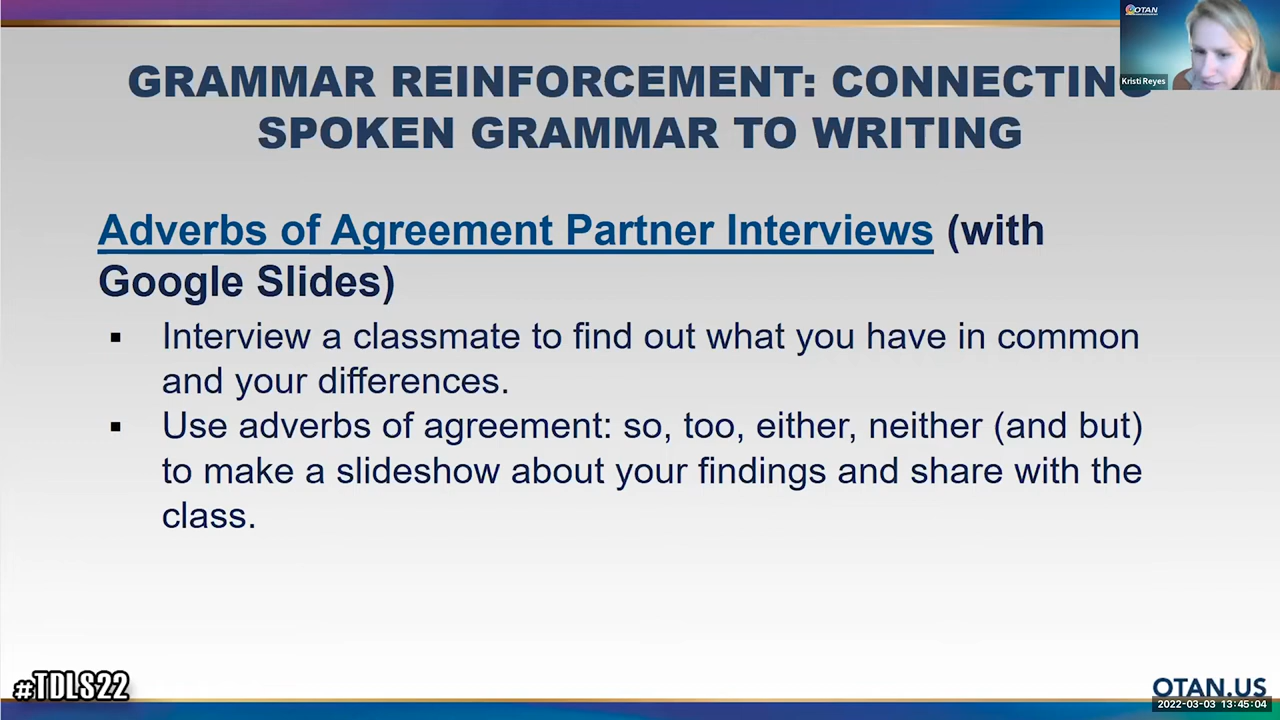 OTAN
Kristi Reyes
GRAMMAR REINFORCEMENT: CONNECTING
SPOKEN GRAMMAR TO WRITING
Adverbs of Agreement Partner Interviews (with
Google Slides)
▪ Interview a classmate to find out what you have in common
and your differences.
▪ Use adverbs of agreement: so, too, either, neither (and but)
to make a slideshow about your findings and share with the
class.
#TDLS22
OTAN.US
2022-03-03 13:45:04